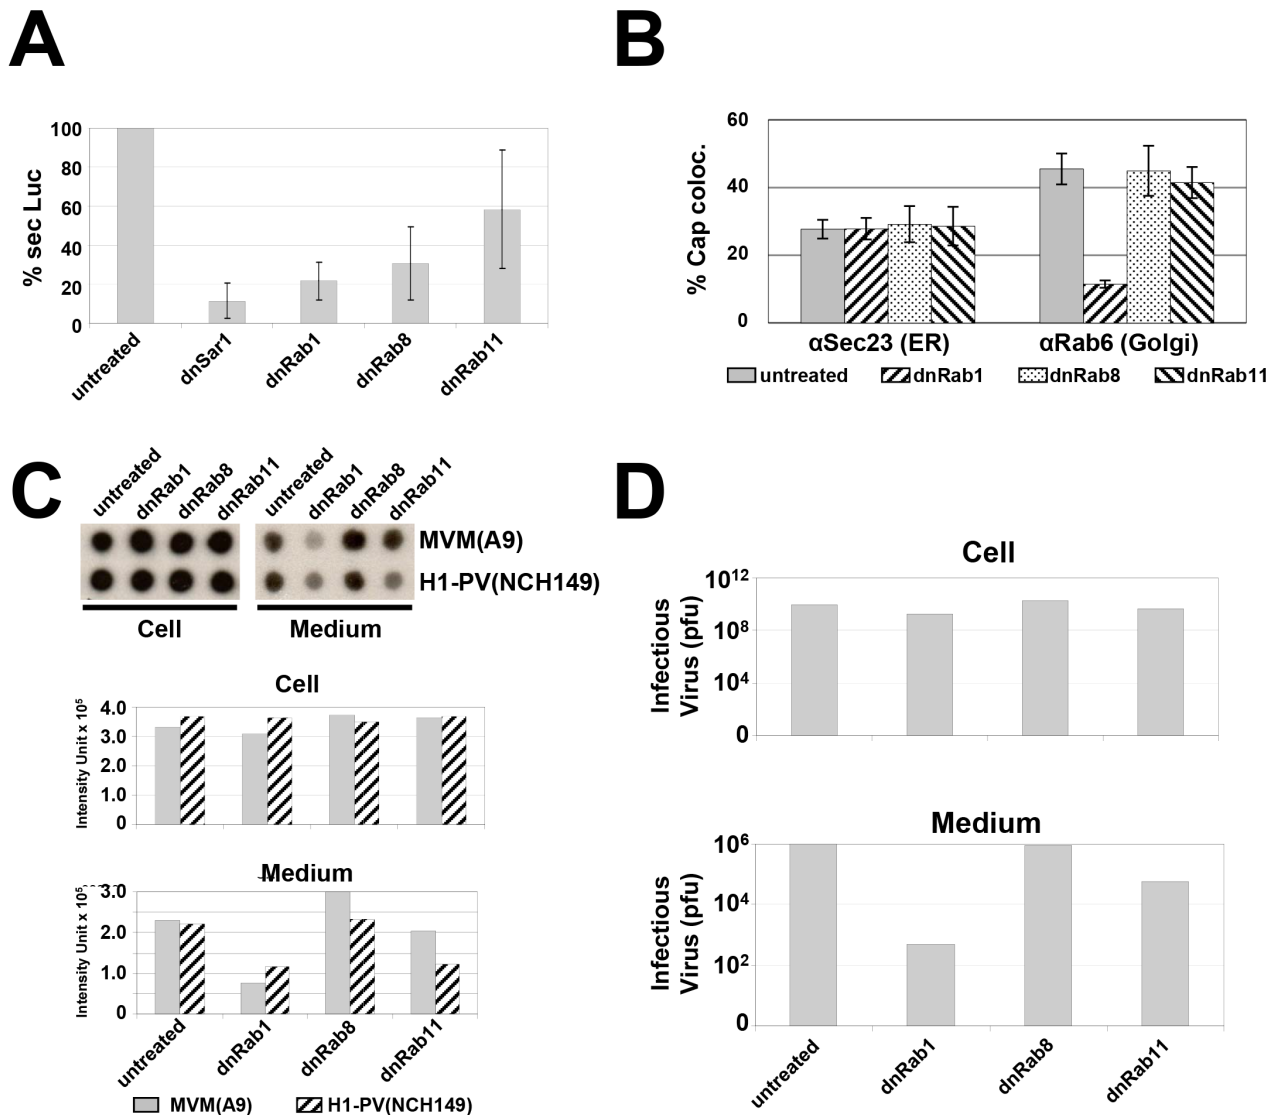 A
% sec Luc
100
80
60
40
20
0
untreated
dnSar1
dnRab1
dnRab8
dnRab11
B
% Cap coloc.
60
40
20
0
αSec23 (ER)
αRab6 (Golgi)
untreated
dnRab1
dnRab8
dnRab11
C
untreated
dnRab1
dnRab8
dnRab11
untreated
dnRab1
dnRab8
dnRab11
MVM(A9)
H1-PV(NCH149)
Cell
Medium
Cell
Intensity Unit x 10⁵
4.0
3.0
2.0
1.0
0
Medium
Intensity Unit x 10⁵
3.0
2.0
1.0
0
untreated
dnRab1
dnRab8
dnRab11
MVM(A9)
H1-PV(NCH149)
D
Cell
Infectious
Virus (pfu)
10¹²
10⁸
10⁴
0
Medium
Infectious
Virus (pfu)
10⁶
10⁴
10²
0
untreated
dnRab1
dnRab8
dnRab11